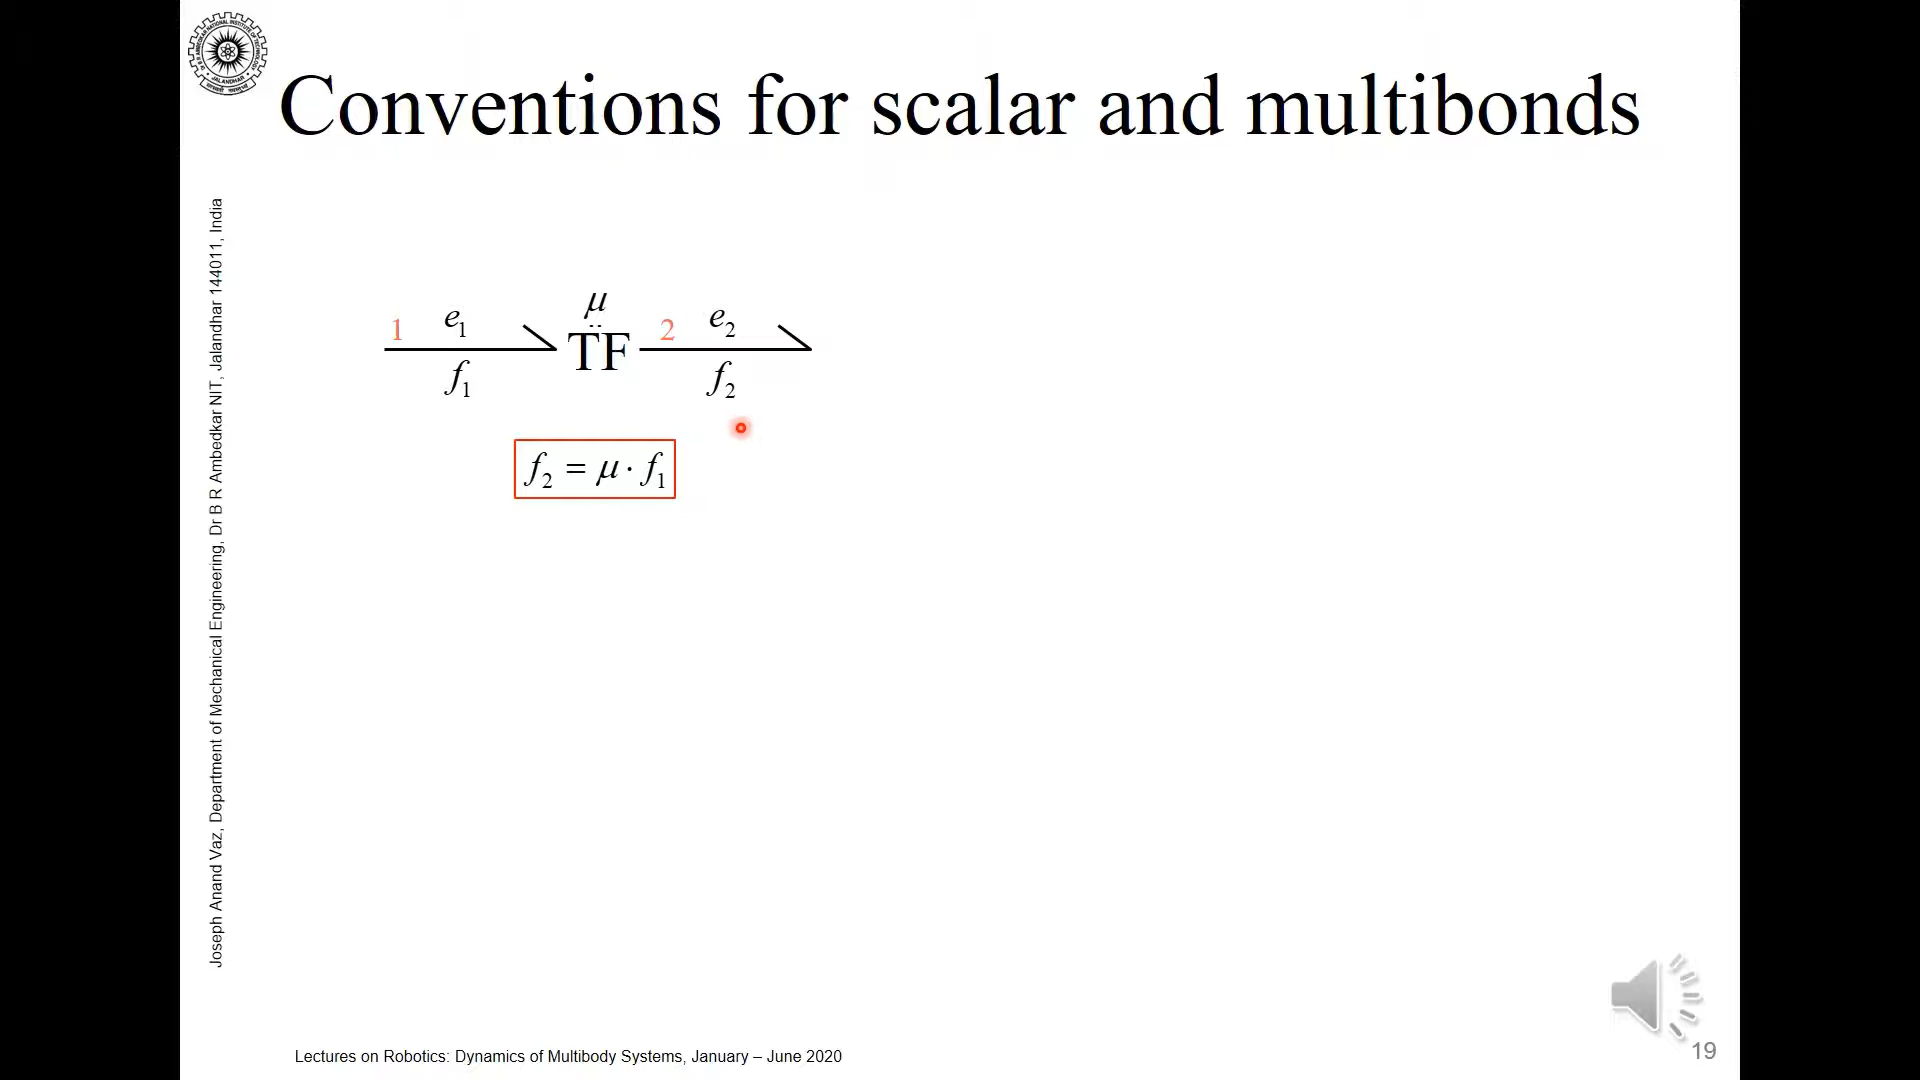 Conventions for scalar and multibonds
Joseph Anand Vaz, Department of Mechanical Engineering, Dr B R Ambedkar NIT, Jalandhar 144011, India
μ
1 e₁ TF 2 e₂
f₁ f₂
f₂ = μ · f₁
Lectures on Robotics: Dynamics of Multibody Systems, January – June 2020
19